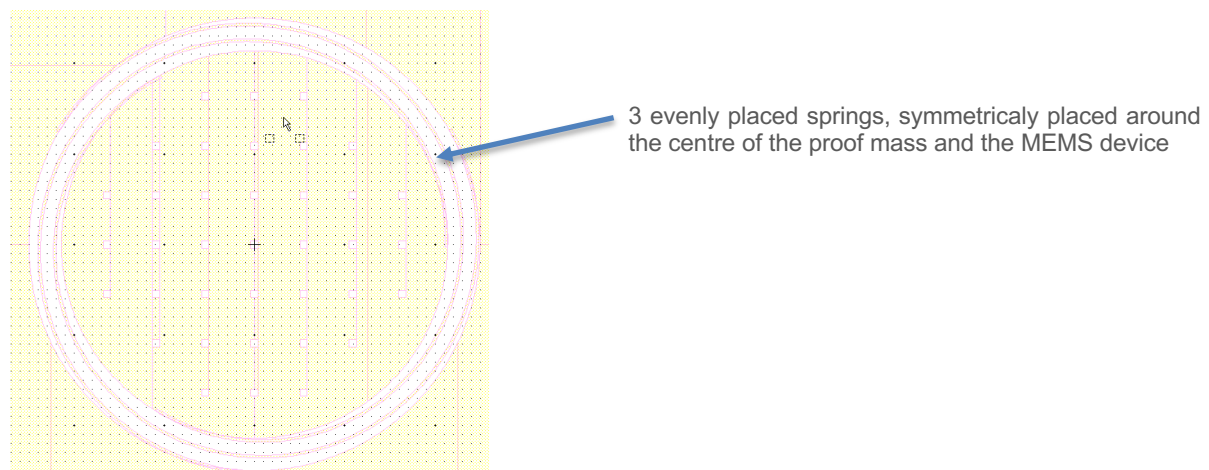 3 evenly placed springs, symmetricaly placed around
the centre of the proof mass and the MEMS device